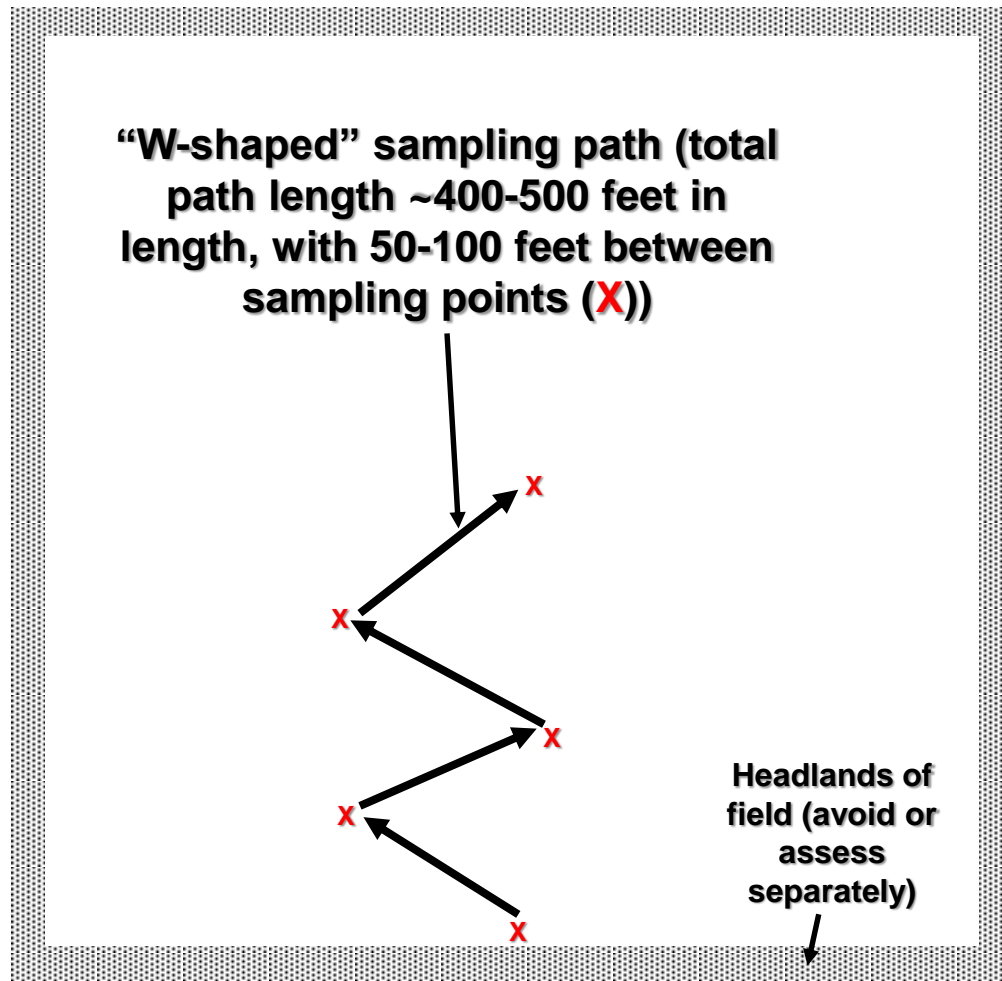 “W-shaped” sampling path (total
path length ~400-500 feet in
length, with 50-100 feet between
sampling points (X))
X
X
X
X
X
Headlands of
field (avoid or
assess
separately)